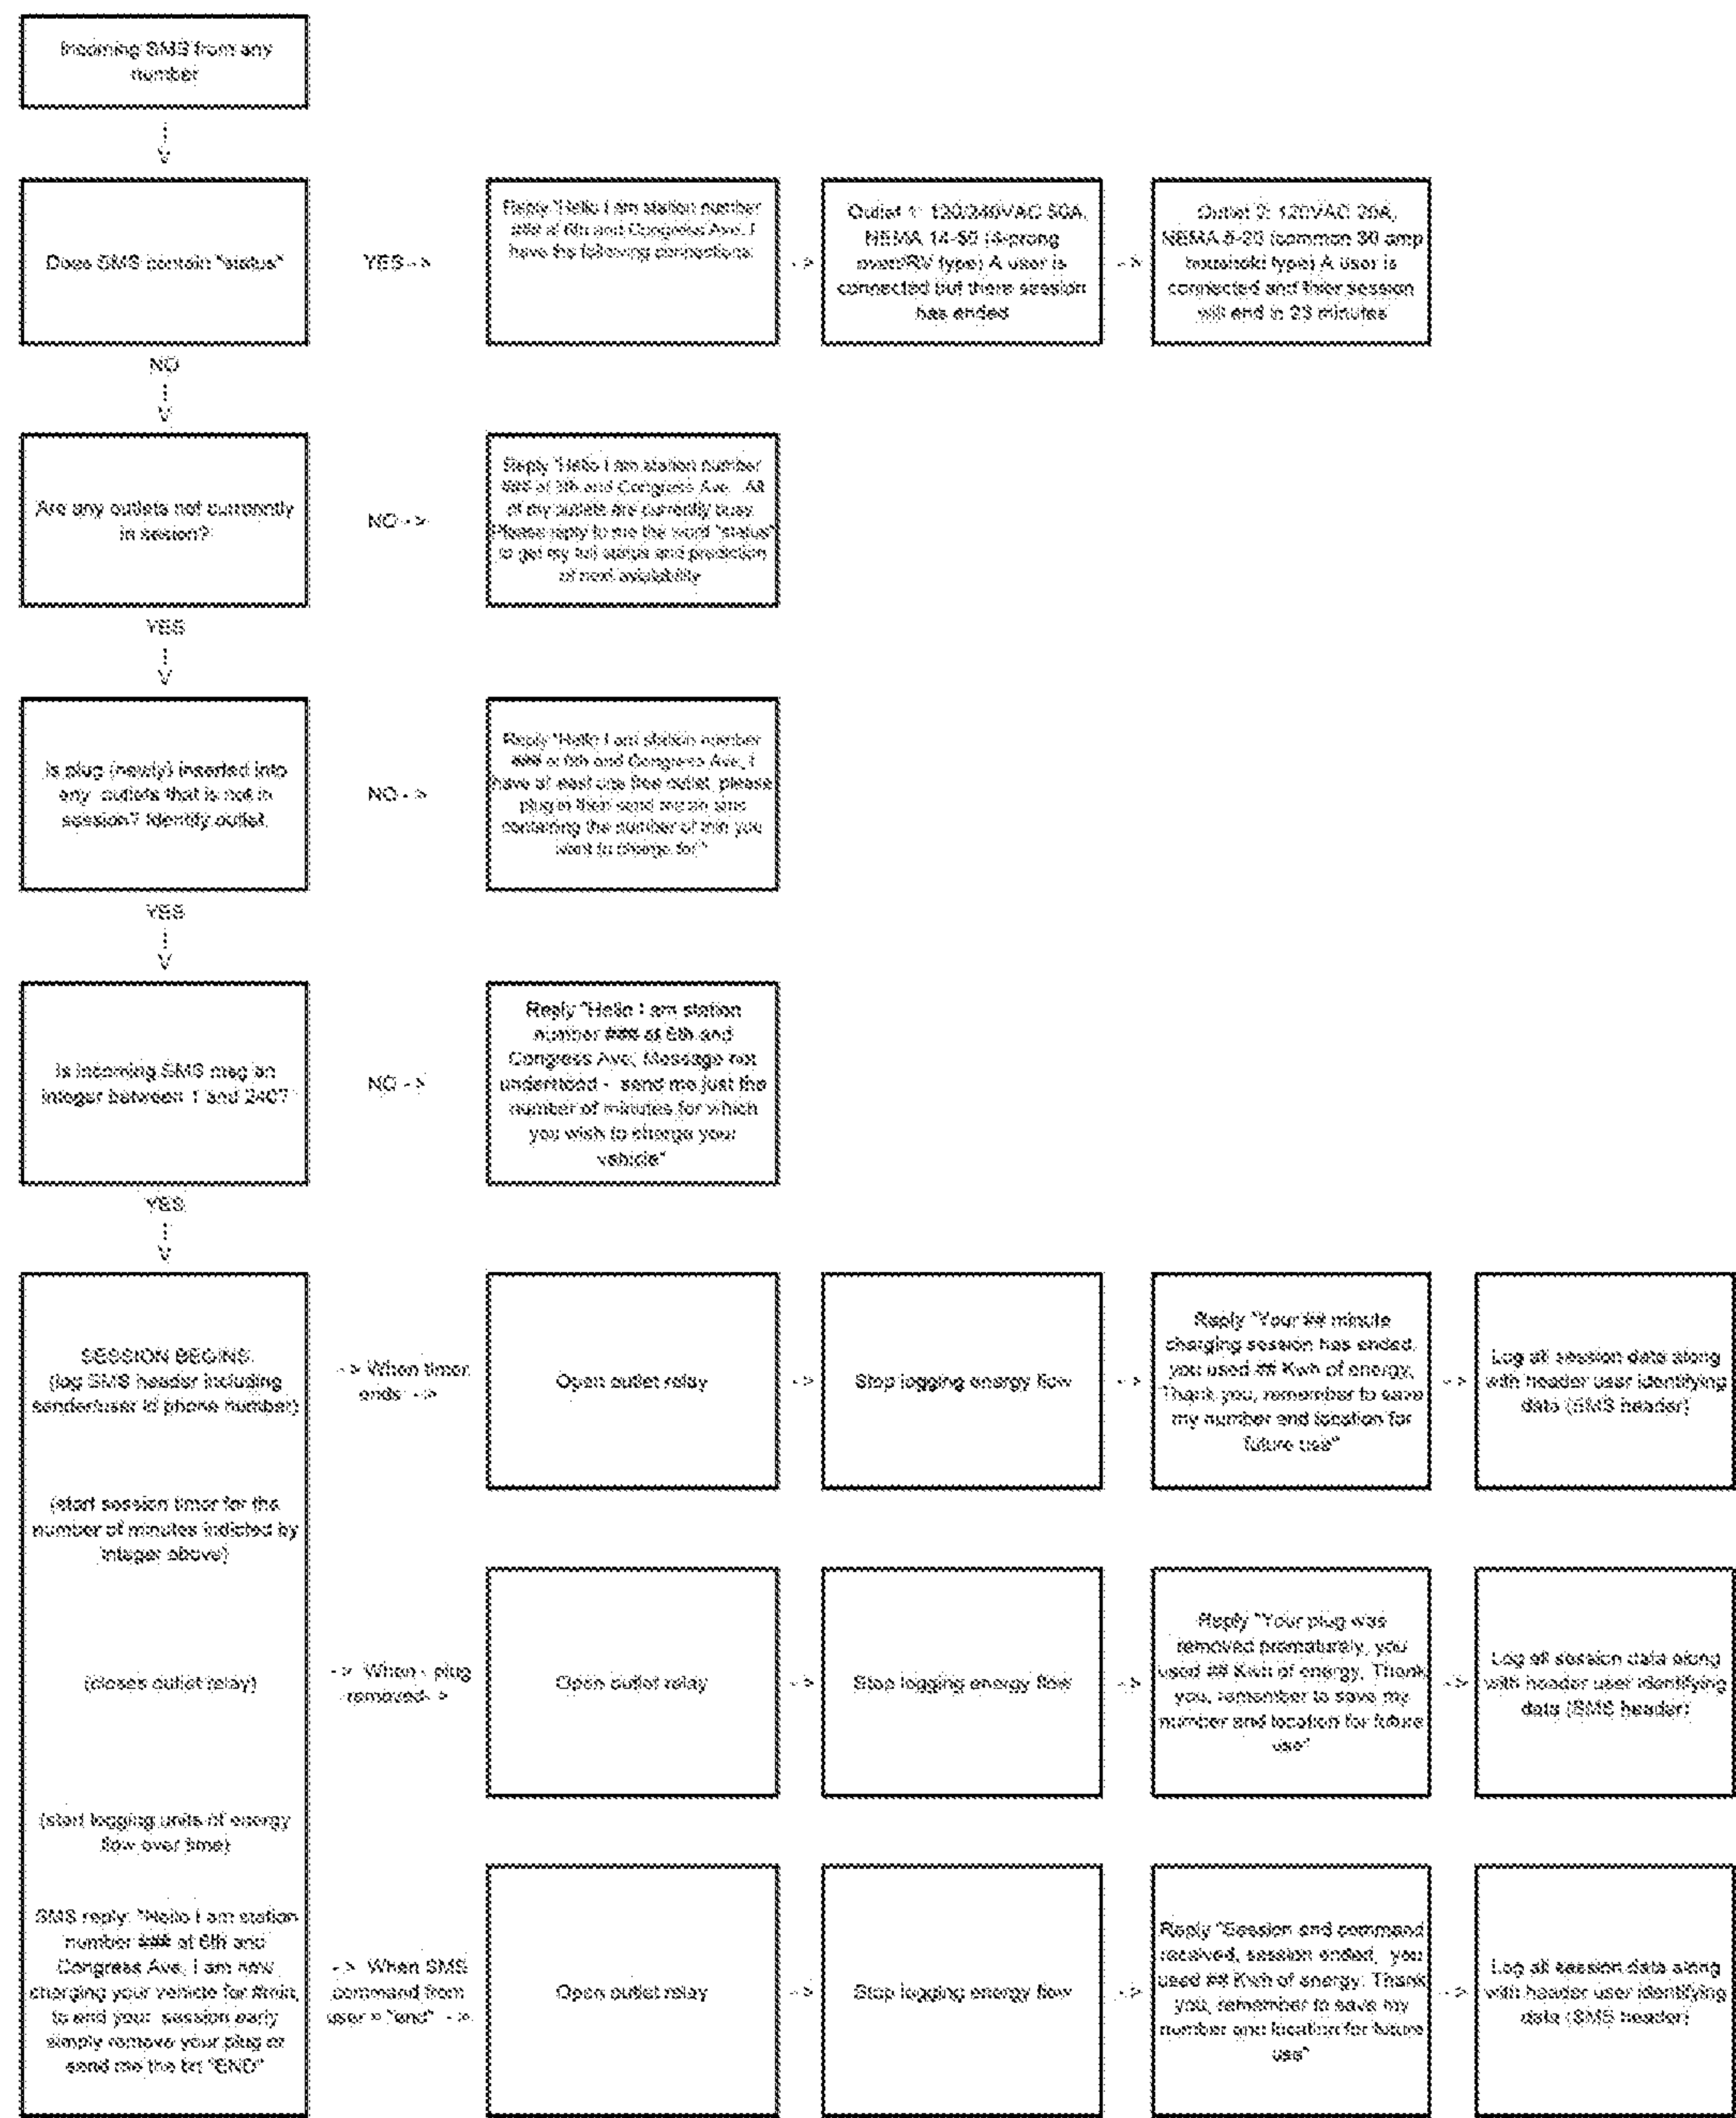 Incoming SMS from any
number
Does SMS contain "status"
YES - >
Reply "Hello I am station number
### at 6th and Congress Ave, I
have the following connections:
- >
Outlet 1: 120/240VAC 50A,
NEMA 14-50 (4-prong
oven/RV type) A user is
connected but there session
has ended
- >
Outlet 2: 120VAC 20A,
(common
type) A user is
connected and thier session
will end in 23 minutes
NO
Are any outlets not currently
in session?
NO - >
Reply "Hello I am station number
### at and Congress Ave. All
of my outlets are currently busy
Please reply to me the word "status"
to get my full status and prediction
of next
YES
Is plug (newly) inserted into
any outlets that is not in
session? Identify outlet.
NO - >
Reply "Hello I am station number
### at 6th and Congress Ave, I
have at least one free outlet, please
plug in then send me an sms
containing the number of min you
want to charge for"
YES
Is incoming SMS msg an
integer between 1 and 240?
NO - >
Reply "Hello I am station
number ### at 6th and
Congress Ave, Message not
understood - send me just the
number of minutes for which
you wish to charge your
vehicle"
YES
SESSION BEGINS:
(log SMS header including
sender/user id phone number)
(start session timer for the
number of minutes indicted by
integer above)
(closes outlet relay)
(start logging units of energy
flow over time)
SMS reply: "Hello I am station
number ### at 6th and
Congress Ave, I am now
charging your vehicle for #min,
to end your session early
simply remove your plug or
send me the txt "END"
- > When timer
ends - >
Open outlet relay
- >
Stop logging energy flow
- >
Reply "Your ## minute
charging session has ended,
you used ## Kwh of energy,
Thank you, remember to save
my number and location for
future use"
- >
Log all session data along
with header user identifying
data (SMS header)
- > When - plug
removed- >
Open outlet relay
- >
Stop logging energy flow
- >
Reply "Your plug was
removed prematurely, you
used ## Kwh of energy, Thank
you, remember to save my
number and location for future
use"
- >
Log all session data along
with header user identifying
data (SMS header)
- > When SMS
command from
user = "end" - >
Open outlet relay
- >
Stop logging energy flow
- >
Reply "Session end command
received, session ended, you
used ## Kwh of energy. Thank
you, remember to save my
number and location for future
use"
- >
Log all session data along
with header user identifying
data (SMS header)